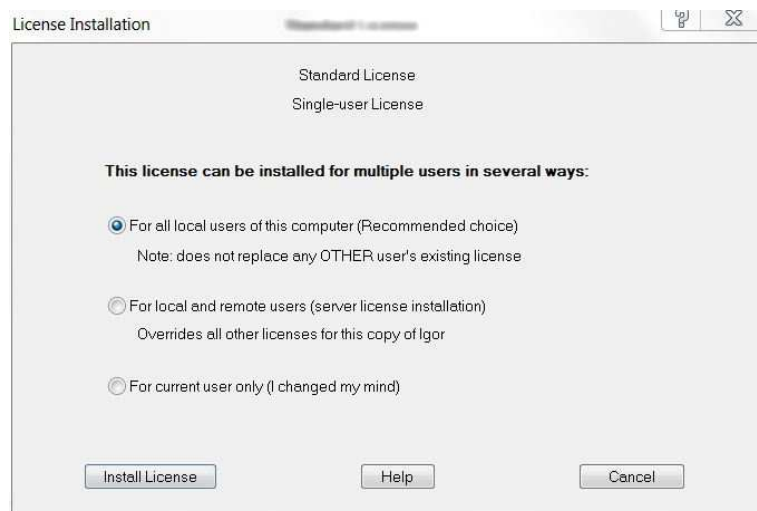 License Installation
Standard License
Single-user License
This license can be installed for multiple users in several ways:
For all local users of this computer (Recommended choice)
Note: does not replace any OTHER user's existing license
For local and remote users (server license installation)
Overrides all other licenses for this copy of Igor
For current user only (I changed my mind)
Install License Help Cancel